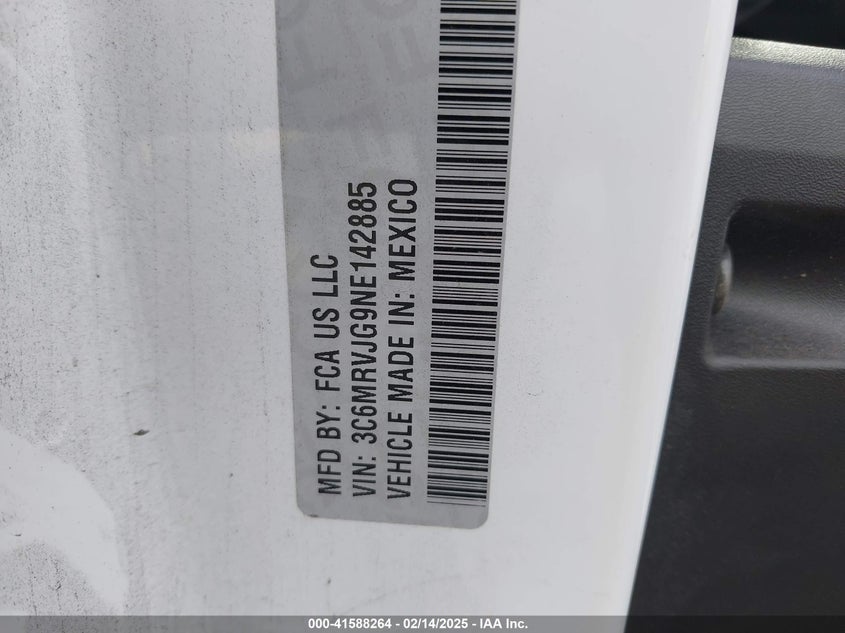 MFD BY: FCA US LLC
VIN: 3C6MRVJG9NE142885
VEHICLE MADE IN: MEXICO
000-41588264 - 02/14/2025 - IAA Inc.